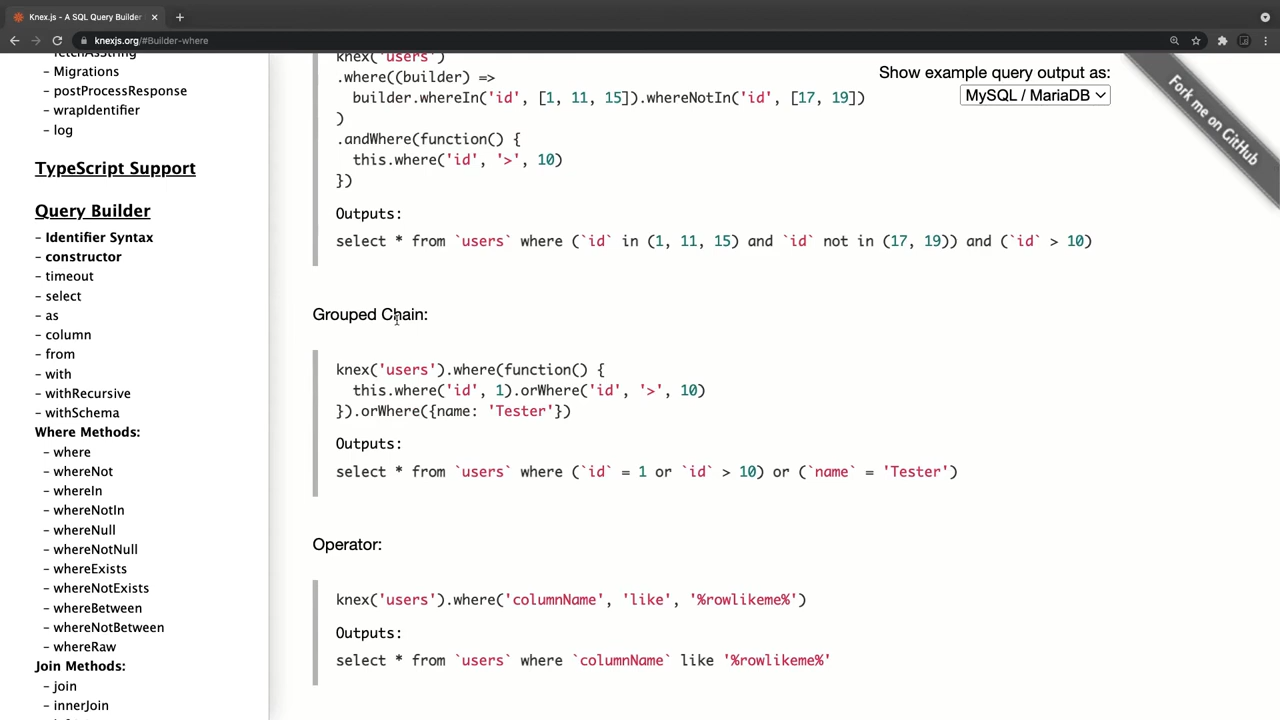 Knex.js - A SQL Query Builder
knexjs.org/#Builder-where
fetchAsString
- Migrations
- postProcessResponse
- wrapIdentifier
- log
TypeScript Support
Query Builder
- Identifier Syntax
- constructor
- timeout
- select
- as
- column
- from
- with
- withRecursive
- withSchema
Where Methods:
- where
- whereNot
- whereIn
- whereNotIn
- whereNull
- whereNotNull
- whereExists
- whereNotExists
- whereBetween
- whereNotBetween
- whereRaw
Join Methods:
- join
- innerJoin
Show example query output as:
MySQL / MariaDB
Fork me on GitHub
knex('users')
.where((builder) =>
builder.whereIn('id', [1, 11, 15]).whereNotIn('id', [17, 19])
)
.andWhere(function() {
this.where('id', '>', 10)
})
Outputs:
select * from `users` where (`id` in (1, 11, 15) and `id` not in (17, 19)) and (`id` > 10)
Grouped Chain:
knex('users').where(function() {
this.where('id', 1).orWhere('id', '>', 10)
}).orWhere({name: 'Tester'})
Outputs:
select * from `users` where (`id` = 1 or `id` > 10) or (`name` = 'Tester')
Operator:
knex('users').where('columnName', 'like', '%rowlikeme%')
Outputs:
select * from `users` where `columnName` like '%rowlikeme%'